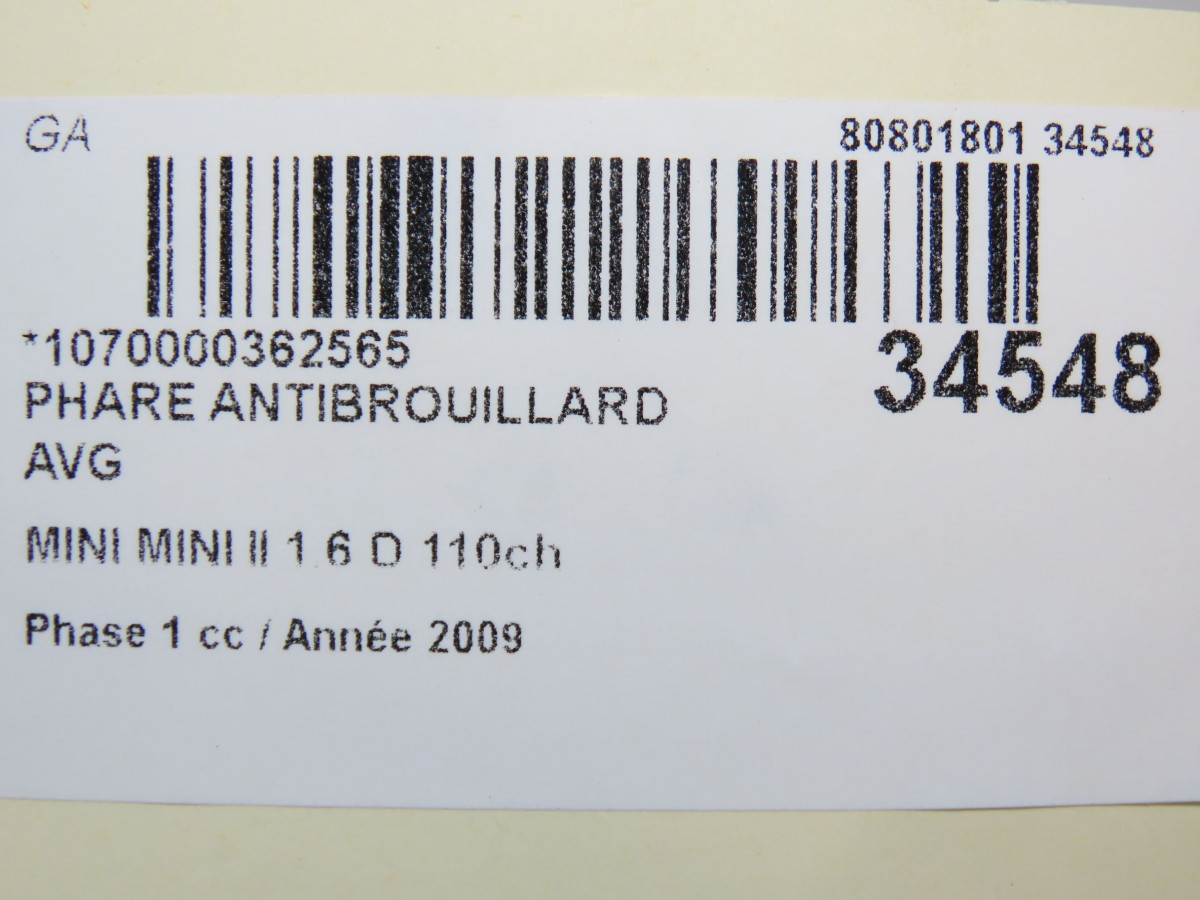 GA
80801801 34548
*1070000362565
34548
PHARE ANTIBROUILLARD
AVG
MINI MINI II 1.6 D 110ch
Phase 1 cc / Année 2009